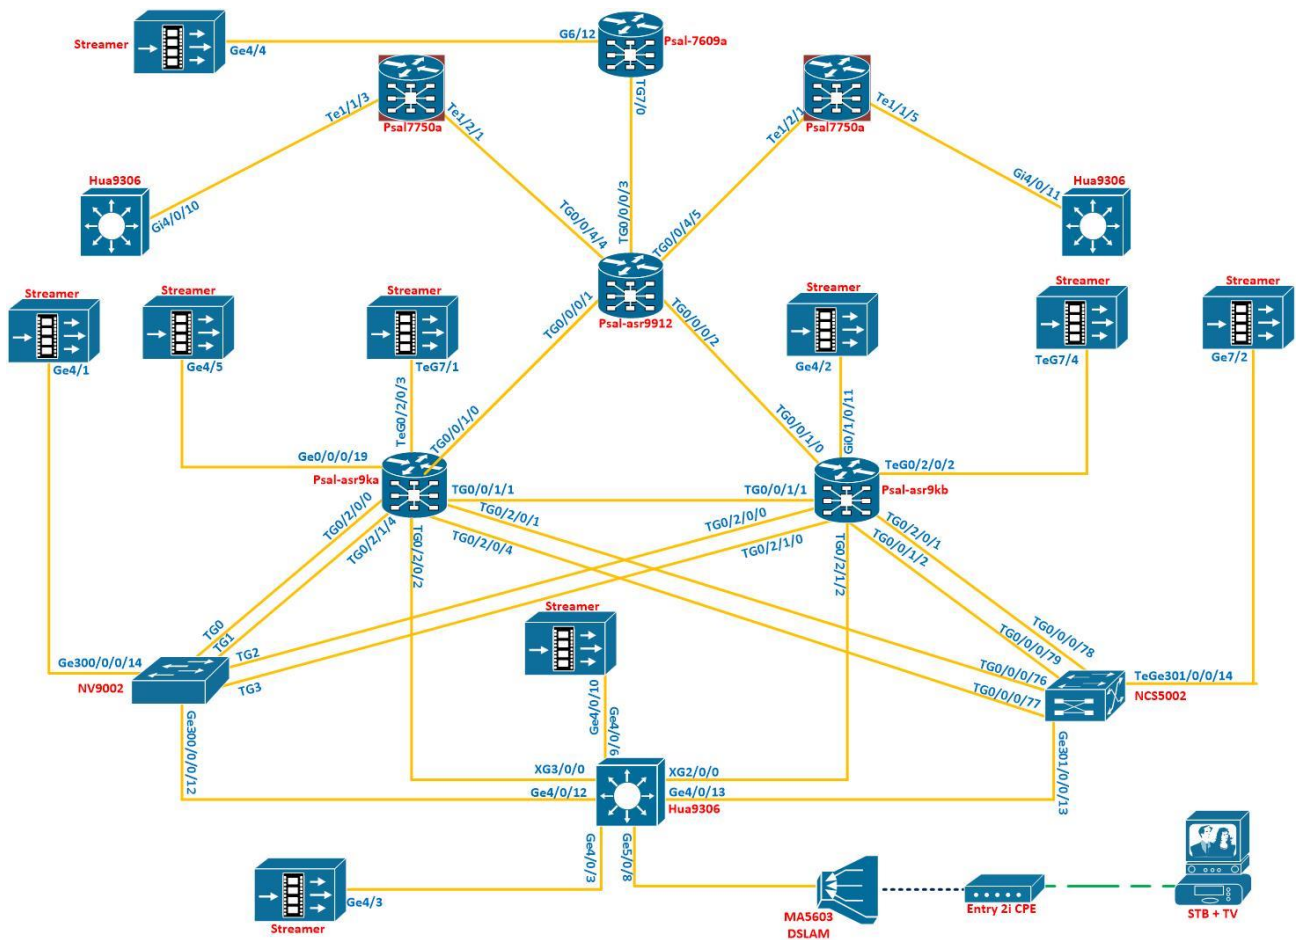 Streamer
Ge4/4
G6/12
Psal-7609a
TG7/0
Te1/1/3
Psal7750a
Te1/2/1
Te1/2/1
Psal7750a
Te1/1/5
Hua9306
Gi4/0/10
Gi4/0/11
Hua9306
TG0/0/4/4
TG0/0/0/3
TG0/0/4/5
Psal-asr9912
TG0/0/0/1
TG0/0/0/2
Streamer
Ge4/1
Streamer
Ge4/5
Streamer
TeG7/1
Streamer
Ge4/2
Streamer
TeG7/4
Streamer
Ge7/2
TeG0/2/0/3
TG0/0/1/0
TG0/0/1/0
Gi0/1/0/11
Ge0/0/0/19
Psal-asr9ka
TeG0/2/0/2
Psal-asr9kb
TG0/0/1/1
TG0/0/1/1
TG0/2/0/0
TG0/2/1/4
TG0/2/0/2
TG0/2/0/1
TG0/2/0/4
TG0/2/0/0
TG0/2/1/0
TG0/2/1/2
TG0/2/0/1
TG0/0/1/2
TG0
TG1
TG2
TG3
Ge300/0/0/14
NV9002
Ge300/0/0/12
Streamer
Ge4/0/10
Ge4/0/6
TG0/0/0/78
TG0/0/0/79
TG0/0/0/76
TG0/0/0/77
TeGe301/0/0/14
NCS5002
Ge301/0/0/13
XG3/0/0
XG2/0/0
Ge4/0/12
Ge4/0/13
Hua9306
Ge4/0/3
Ge5/0/8
Ge4/3
Streamer
MA5603
DSLAM
Entry 2i CPE
STB + TV